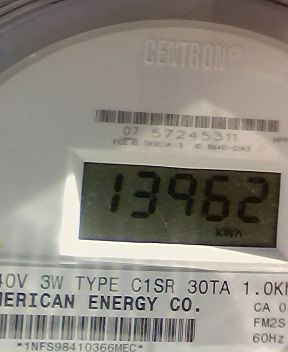 CENTRON®
07 57245311
13962
kWh
40V 3W TYPE C1SR 30TA 1.0K
MERICAN ENERGY CO.
CA 0
FM2S
60Hz
*1NFS98410366MEC*